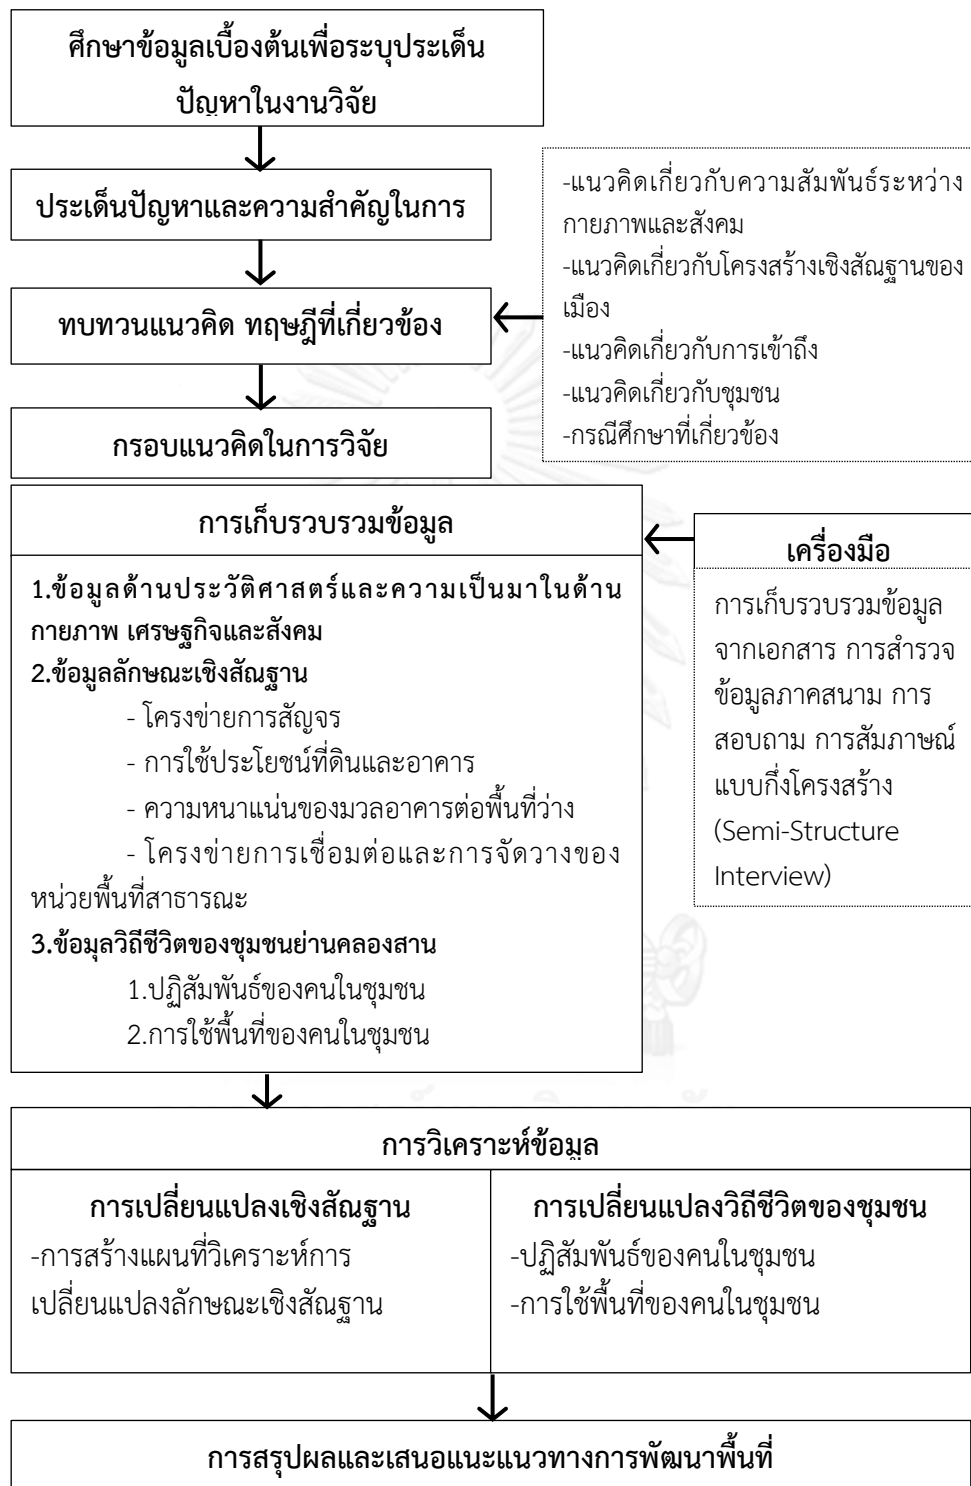 ศึกษาข้อมูลเบื้องต้นเพื่อระบุประเด็น
ปัญหาในงานวิจัย
ประเด็นปัญหาและความสำคัญในการ
ทบทวนแนวคิด ทฤษฎีที่เกี่ยวข้อง
-แนวคิดเกี่ยวกับความสัมพันธ์ระหว่าง
กายภาพและสังคม
-แนวคิดเกี่ยวกับโครงสร้างเชิงสัณฐานของ
เมือง
-แนวคิดเกี่ยวกับการเข้าถึง
-แนวคิดเกี่ยวกับชุมชน
-กรณีศึกษาที่เกี่ยวข้อง
กรอบแนวคิดในการวิจัย
การเก็บรวบรวมข้อมูล
1.ข้อมูลด้านประวัติศาสตร์และความเป็นมาในด้าน
กายภาพ เศรษฐกิจและสังคม
2.ข้อมูลลักษณะเชิงสัณฐาน
- โครงข่ายการสัญจร
- การใช้ประโยชน์ที่ดินและอาคาร
- ความหนาแน่นของมวลอาคารต่อพื้นที่ว่าง
- โครงข่ายการเชื่อมต่อและการจัดวางของ
หน่วยพื้นที่สาธารณะ
3.ข้อมุลวิถีชีวิตของชุมชนย่านคลองสาน
1.ปฏิสัมพันธ์ของคนในชุมชน
2.การใช้พื้นที่ของคนในชุมชน
เครื่องมือ
การเก็บรวบรวมข้อมูล
จากเอกสาร การสำรวจ
ข้อมูลภาคสนาม การ
สอบถาม การสัมภาษณ์
แบบกึ่งโครงสร้าง
(Semi-Structure
Interview)
การวิเคราะห์ข้อมูล
การเปลี่ยนแปลงเชิงสัณฐาน
-การสร้างแผนที่วิเคราะห์การ
เปลี่ยนแปลงลักษณะเชิงสัณฐาน
การเปลี่ยนแปลงวิถีชีวิตของชุมชน
-ปฏิสัมพันธ์ของคนในชุมชน
-การใช้พื้นที่ของคนในชุมชน
การสรุปผลและเสนอแนะแนวทางการพัฒนาพื้นที่